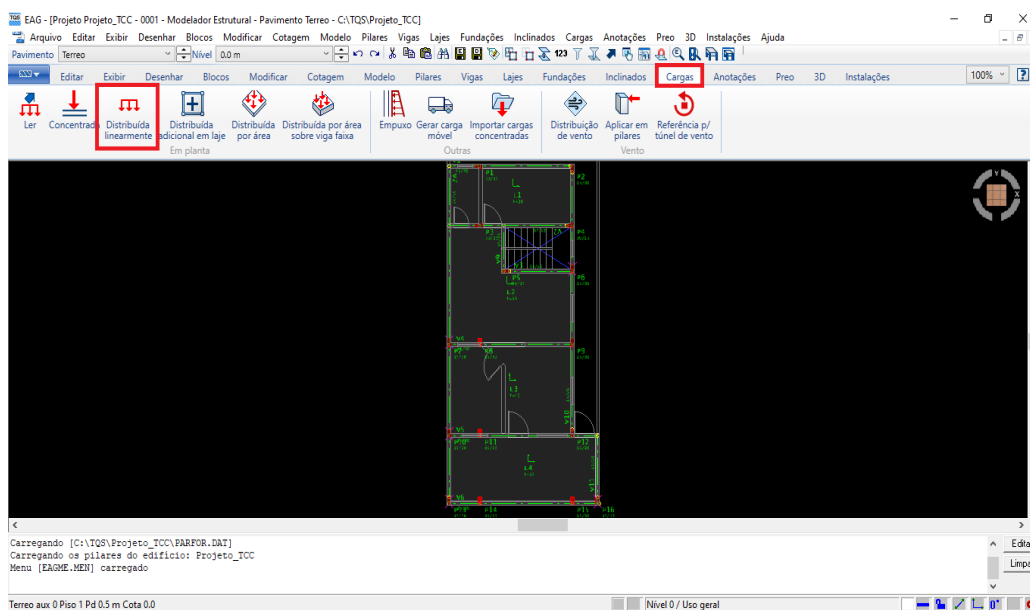 EAG - [Projeto Projeto_TCC - 0001 - Modelador Estrutural - Pavimento Terreo - C:\TQS\Projeto_TCC]
Arquivo Editar Exibir Desenhar Blocos Modificar Cotagem Modelo Pilares Vigas Lajes Fundações Inclinados Cargas Anotações Preo 3D Instalações Ajuda
Pavimento Terreo Nível 0.0 m 123
Editar Exibir Desenhar Blocos Modificar Cotagem Modelo Pilares Vigas Lajes Fundações Inclinados Cargas Anotações Preo 3D Instalações 100%
Ler Concentrada Distribuída linearmente Distribuída adicional em laje Distribuída por área Distribuída por área sobre viga faixa Empuxo Gerar carga móvel Importar cargas concentradas Distribuição de vento Aplicar em pilares Referência p/ túnel de vento
Em planta Outras Vento
P1
P2
L1
P3
V2
P4
P5
P6
L2
V4
P7
P8
P9
L3
V10
V5
P10
P11
P12
L4
V11
V6
P13
P14
P15
P16
Carregando [C:\TQS\Projeto_TCC\PARFOR.DAT]
Carregando os pilares do edifício: Projeto_TCC
Menu [EAGME.MEN] carregado
Edita
Limpa
Terreo aux 0 Piso 1 Pd 0.5 m Cota 0.0
Nível 0 / Uso geral